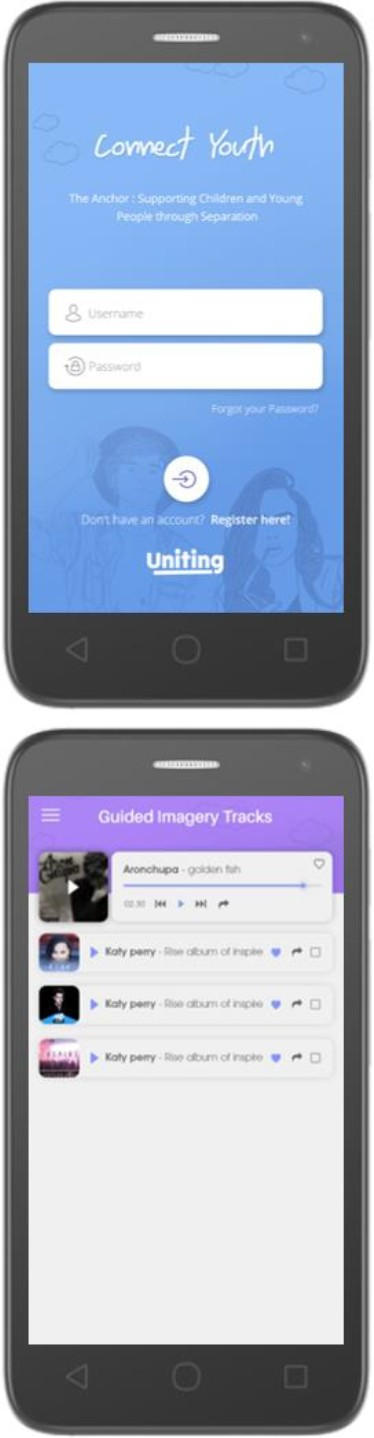 Connect Youth
The Anchor : Supporting Children and Young
People through Separation
Username
Password
Forgot your Password?
Don't have an account? Register here!
Uniting
Guided Imagery Tracks
Aronchupa - golden fish
02.30
Katy perry - Rise album of inspire
Katy perry - Rise album of inspire
Katy perry - Rise album of inspire